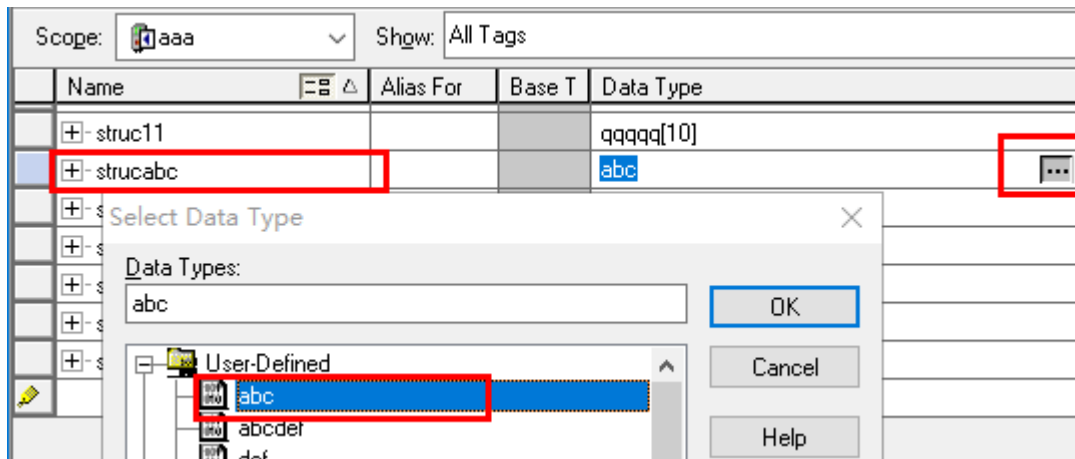 Scope: aaa Show: All Tags
Name Alias For Base T Data Type
struc11 qqqqq[10]
strucabc abc ...
s Select Data Type
s
Data Types:
s abc OK
s
s User-Defined Cancel
abc
abcdef Help
def